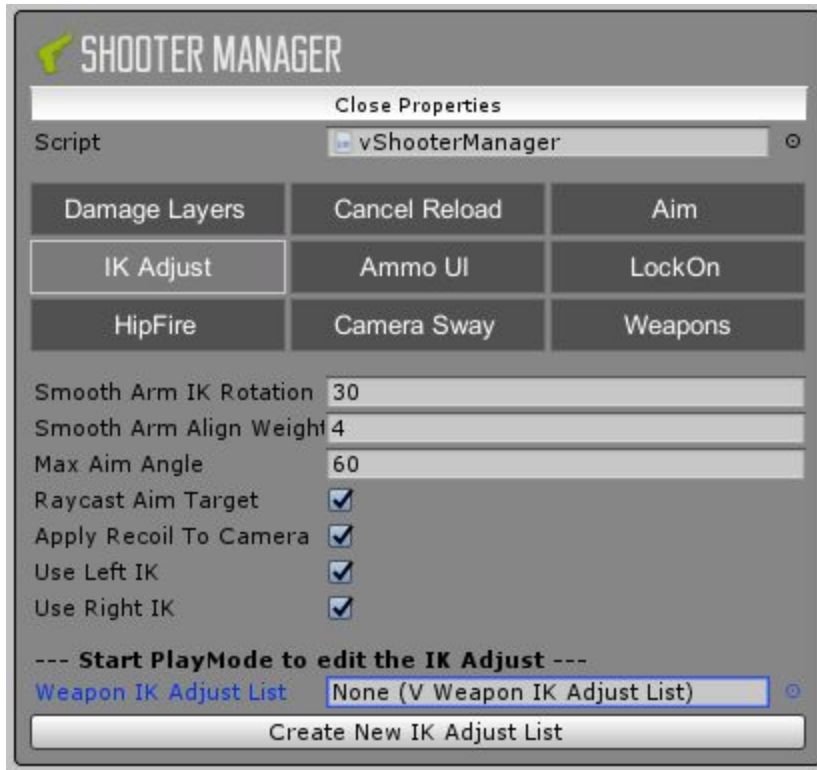 SHOOTER MANAGER
Close Properties
Script vShooterManager
Damage Layers Cancel Reload Aim
IK Adjust Ammo UI LockOn
HipFire Camera Sway Weapons
Smooth Arm IK Rotation 30
Smooth Arm Align Weight 4
Max Aim Angle 60
Raycast Aim Target
Apply Recoil To Camera
Use Left IK
Use Right IK
--- Start PlayMode to edit the IK Adjust ---
Weapon IK Adjust List None (V Weapon IK Adjust List)
Create New IK Adjust List